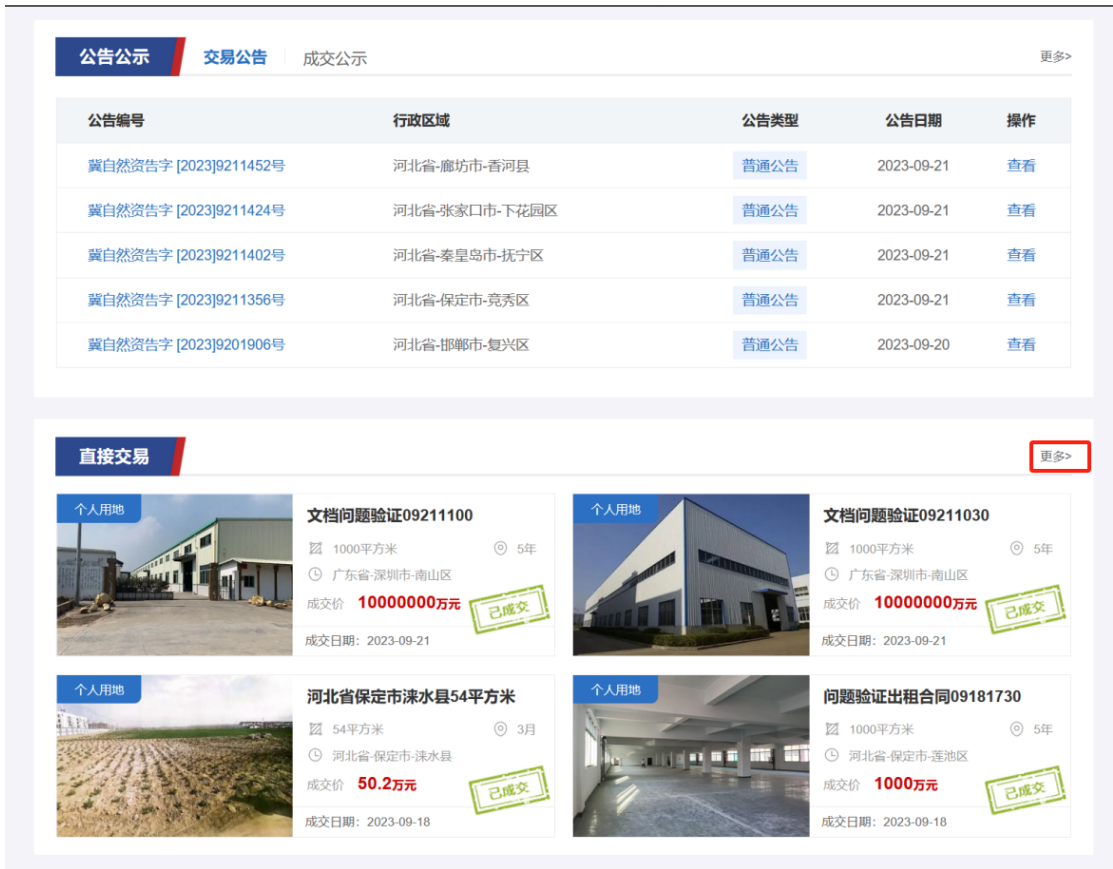 公告公示 交易公告 成交公示 更多>
公告编号 行政区域 公告类型 公告日期 操作
冀自然资告字 [2023]9211452号 河北省-廊坊市-香河县 普通公告 2023-09-21 查看
冀自然资告字 [2023]9211424号 河北省-张家口市-下花园区 普通公告 2023-09-21 查看
冀自然资告字 [2023]9211402号 河北省-秦皇岛市-抚宁区 普通公告 2023-09-21 查看
冀自然资告字 [2023]9211356号 河北省-保定市-竞秀区 普通公告 2023-09-21 查看
冀自然资告字 [2023]9201906号 河北省-邯郸市-复兴区 普通公告 2023-09-20 查看
直接交易 更多>
个人用地
文档问题验证09211100
1000平方米 5年
广东省-深圳市-南山区
成交价 10000000万元
已成交
成交日期：2023-09-21
个人用地
文档问题验证09211030
1000平方米 5年
广东省-深圳市-南山区
成交价 10000000万元
已成交
成交日期：2023-09-21
个人用地
河北省保定市涞水县54平方米
54平方米 3月
河北省-保定市-涞水县
成交价 50.2万元
已成交
成交日期：2023-09-18
个人用地
问题验证出租合同09181730
1000平方米 5年
河北省-保定市-莲池区
成交价 1000万元
已成交
成交日期：2023-09-18